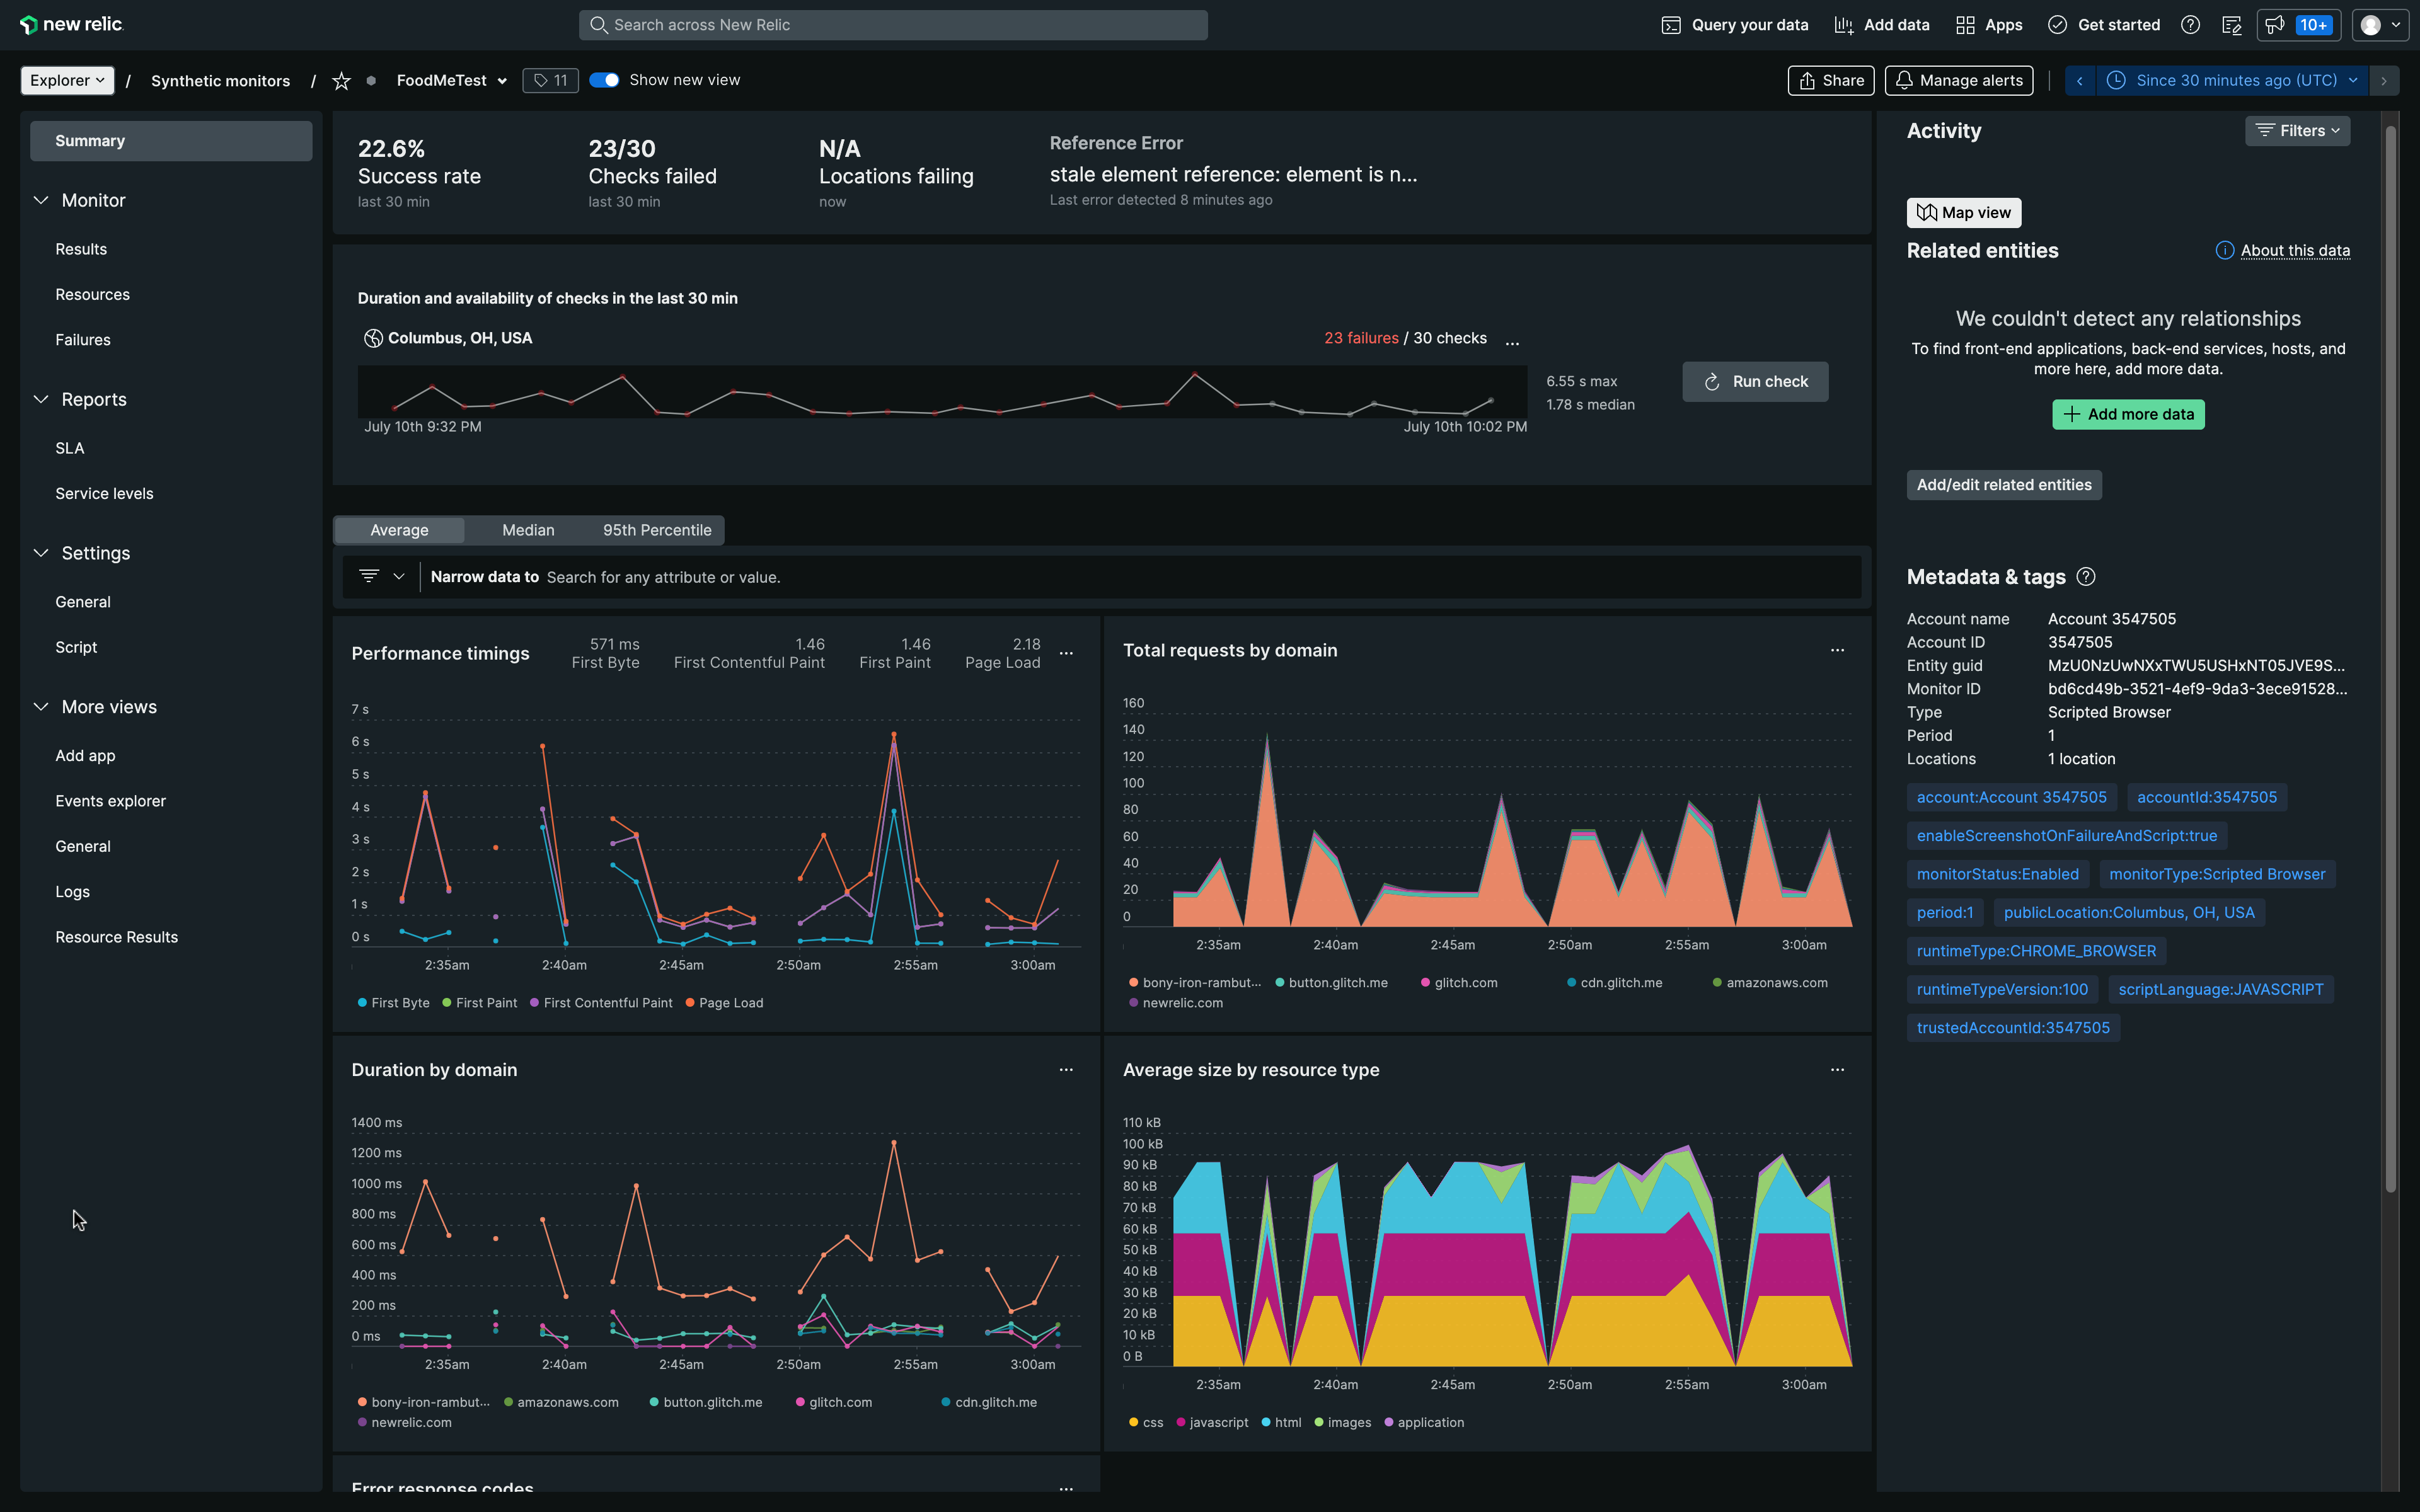 new relic.
Search across New Relic
Query your data
Add data
Apps
Get started
10+
Explorer
/
Synthetic monitors
/
FoodMeTest
11
Show new view
Share
Manage alerts
Since 30 minutes ago (UTC)
Summary
Monitor
Results
Resources
Failures
Reports
SLA
Service levels
Settings
General
Script
More views
Add app
Events explorer
General
Logs
Resource Results
22.6%
Success rate
last 30 min
23/30
Checks failed
last 30 min
N/A
Locations failing
now
Reference Error
stale element reference: element is n...
Last error detected 8 minutes ago
Duration and availability of checks in the last 30 min
Columbus, OH, USA
23 failures / 30 checks
...
July 10th 9:32 PM
July 10th 10:02 PM
6.55 s max
1.78 s median
Run check
Average
Median
95th Percentile
Narrow data to Search for any attribute or value.
Performance timings
571 ms
First Byte
1.46
First Contentful Paint
1.46
First Paint
2.18
Page Load
...
7 s
6 s
5 s
4 s
3 s
2 s
1 s
0 s
2:35am
2:40am
2:45am
2:50am
2:55am
3:00am
First Byte
First Paint
First Contentful Paint
Page Load
Total requests by domain
...
160
140
120
100
80
60
40
20
0
2:35am
2:40am
2:45am
2:50am
2:55am
3:00am
bony-iron-rambut...
button.glitch.me
glitch.com
cdn.glitch.me
amazonaws.com
newrelic.com
Duration by domain
...
1400 ms
1200 ms
1000 ms
800 ms
600 ms
400 ms
200 ms
0 ms
2:35am
2:40am
2:45am
2:50am
2:55am
3:00am
bony-iron-rambut...
amazonaws.com
button.glitch.me
glitch.com
cdn.glitch.me
newrelic.com
Average size by resource type
...
110 kB
100 kB
90 kB
80 kB
70 kB
60 kB
50 kB
40 kB
30 kB
20 kB
10 kB
0 B
2:35am
2:40am
2:45am
2:50am
2:55am
3:00am
css
javascript
html
images
application
Error response codes
...
Activity
Filters
Map view
Related entities
About this data
We couldn't detect any relationships
To find front-end applications, back-end services, hosts, and
more here, add more data.
Add more data
Add/edit related entities
Metadata & tags
Account name Account 3547505
Account ID 3547505
Entity guid MzU0NzUwNXxTWU5USHxNT05JVE9S...
Monitor ID bd6cd49b-3521-4ef9-9da3-3ece91528...
Type Scripted Browser
Period 1
Locations 1 location
account:Account 3547505
accountId:3547505
enableScreenshotOnFailureAndScript:true
monitorStatus:Enabled
monitorType:Scripted Browser
period:1
publicLocation:Columbus, OH, USA
runtimeType:CHROME_BROWSER
runtimeTypeVersion:100
scriptLanguage:JAVASCRIPT
trustedAccountId:3547505